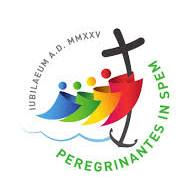 IUBILAEUM A.D. MMXXV
PEREGRINANTES IN SPEM